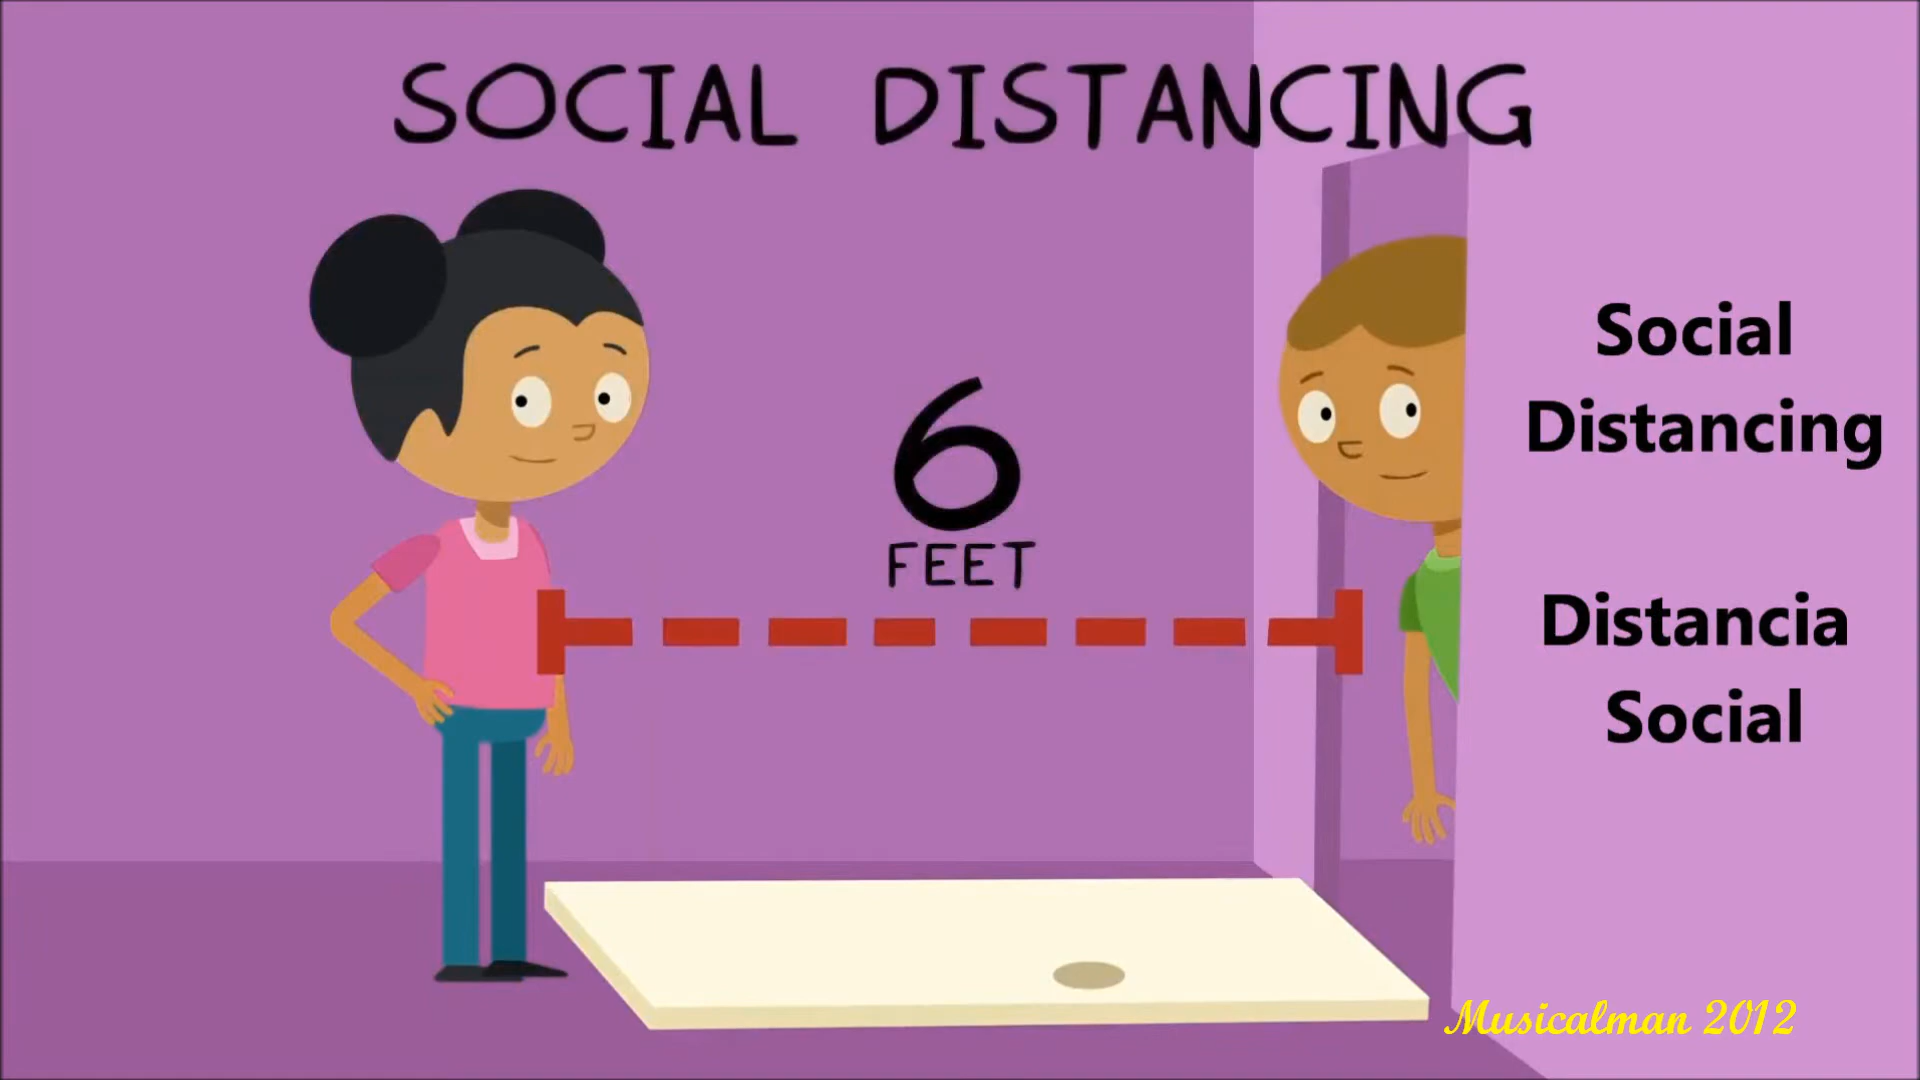 SOCIAL DISTANCING
6
FEET
Social
Distancing
Distancia
Social
Musicalman 2012